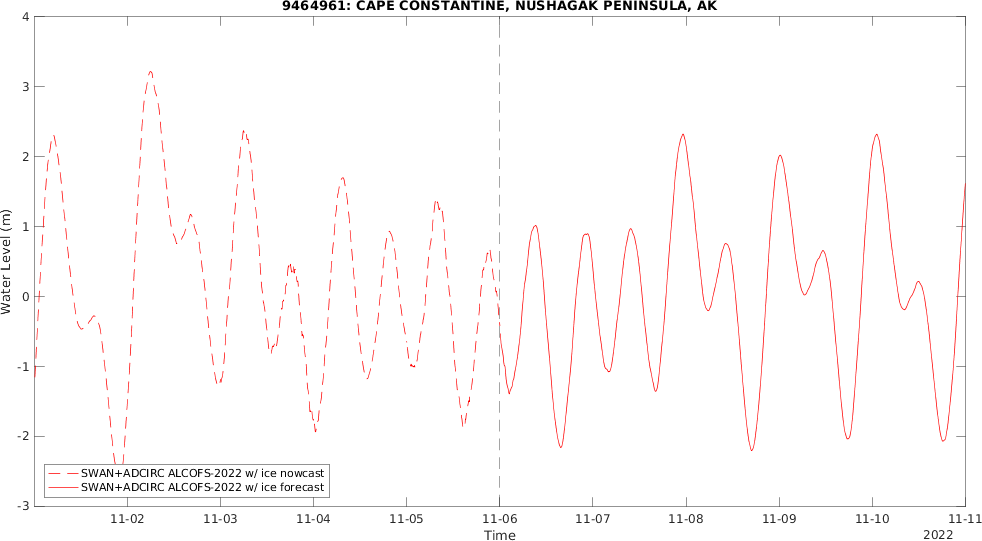 9464961: CAPE CONSTANTINE, NUSHAGAK PENINSULA, AK
4
3
2
1
0
-1
-2
-3
Water Level (m)
SWAN+ADCIRC ALCOFS-2022 w/ ice nowcast
SWAN+ADCIRC ALCOFS-2022 w/ ice forecast
11-02 11-03 11-04 11-05 11-06 11-07 11-08 11-09 11-10 11-11
Time
2022